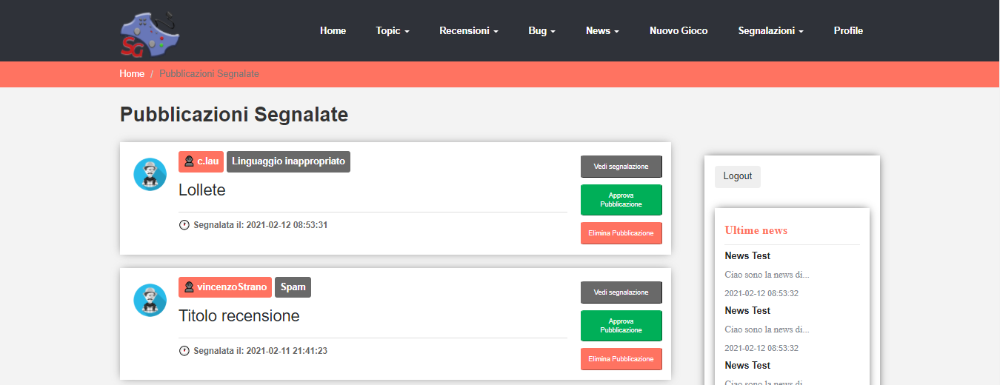 SG
Home Topic Recensioni Bug News Nuovo Gioco Segnalazioni Profile
Home / Pubblicazioni Segnalate
Pubblicazioni Segnalate
c.lau Linguaggio inappropriato
Lollete
Segnalata il: 2021-02-12 08:53:31
Vedi segnalazione
Approva
Pubblicazione
Elimina Pubblicazione
vincenzoStrano Spam
Titolo recensione
Segnalata il: 2021-02-11 21:41:23
Vedi segnalazione
Approva
Pubblicazione
Elimina Pubblicazione
Logout
Ultime news
News Test
Ciao sono la news di...
2021-02-12 08:53:32
News Test
Ciao sono la news di...
2021-02-12 08:53:32
News Test
Ciao sono la news di...